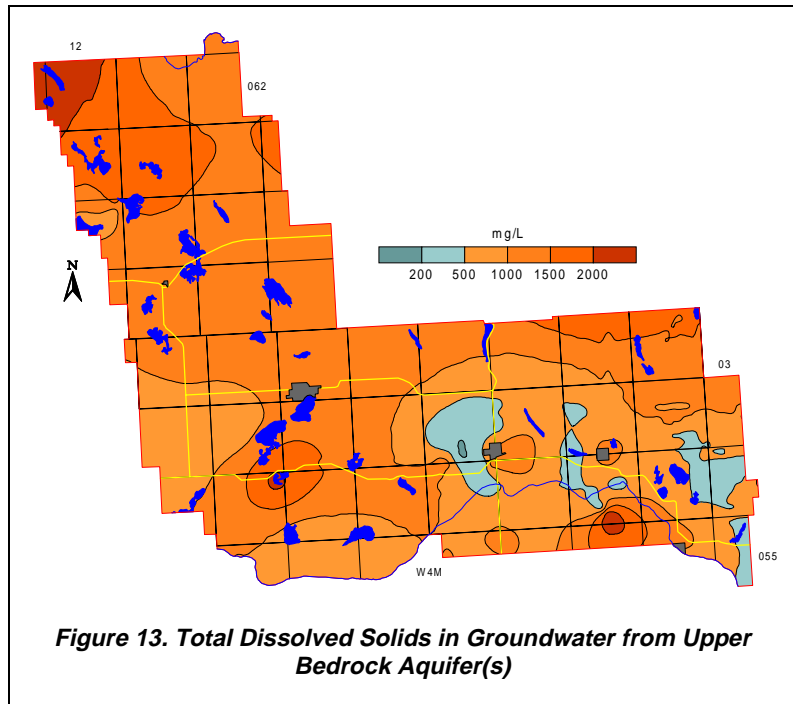 12
062
mg/L
200 500 1000 1500 2000
N
03
055
W4M
Figure 13. Total Dissolved Solids in Groundwater from Upper
Bedrock Aquifer(s)